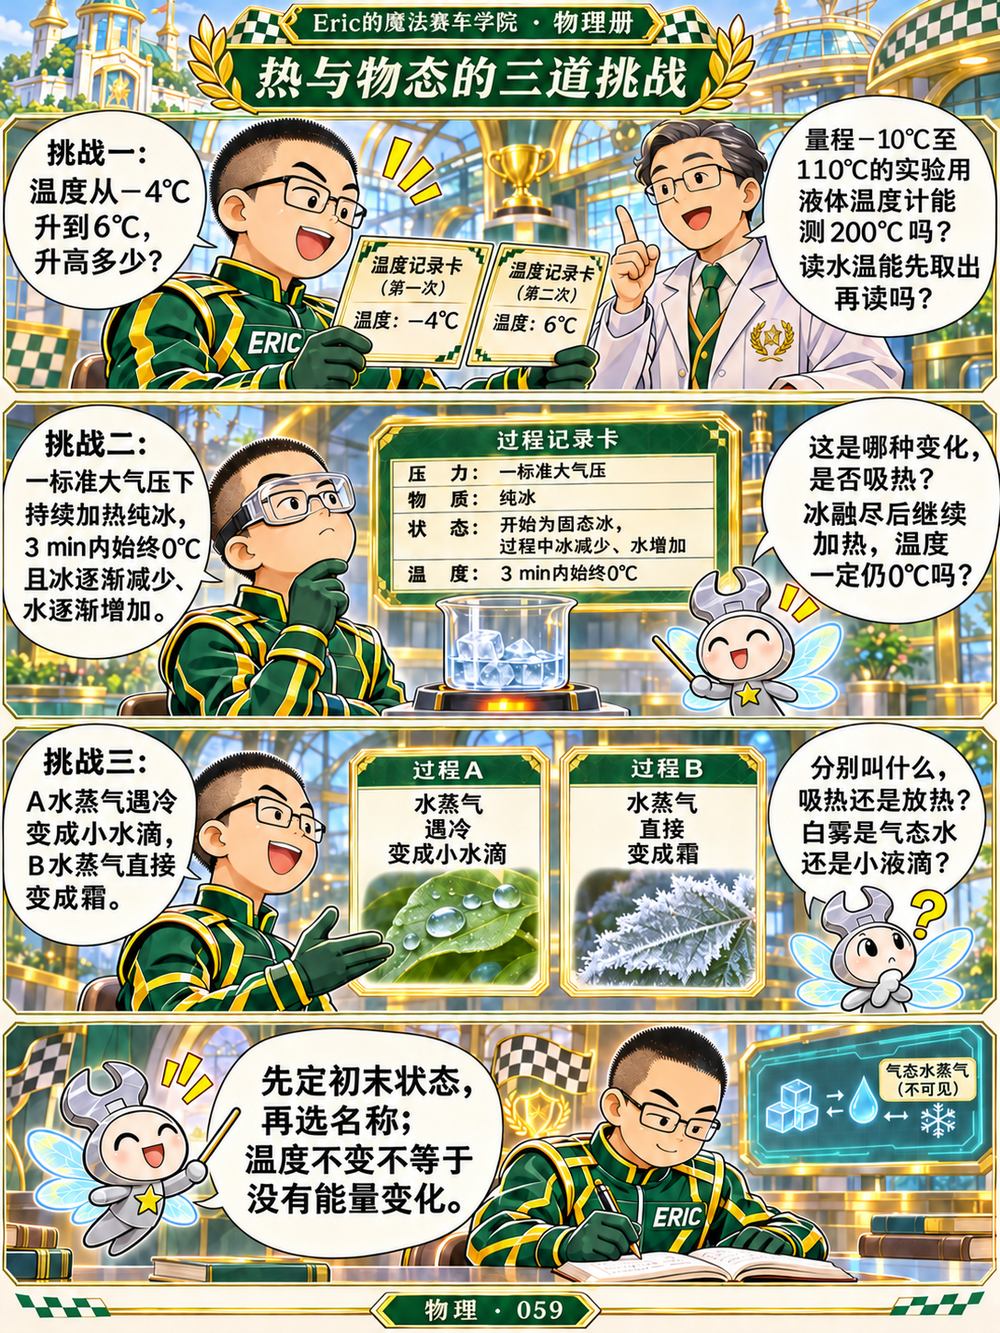 Eric的魔法赛车学院 · 物理册
热与物态的三道挑战
挑战一：
温度从－4℃
升到6℃，
升高多少？
温度记录卡
（第一次）
温度：－4℃
温度记录卡
（第二次）
温度：6℃
ERIC
量程－10℃至
110℃的实验用
液体温度计能
测200℃吗？
读水温能先取出
再读吗？
挑战二：
一标准大气压下
持续加热纯冰，
3 min内始终0℃
且冰逐渐减少、
水逐渐增加。
过程记录卡
压 力： 一标准大气压
物 质： 纯冰
状 态： 开始为固态冰，
过程中冰减少、水增加
温 度： 3 min内始终0℃
这是哪种变化，
是否吸热？
冰融尽后继续
加热，温度
一定仍0℃吗？
挑战三：
A水蒸气遇冷
变成小水滴，
B水蒸气直接
变成霜。
过程A
水蒸气
遇冷
变成小水滴
过程B
水蒸气
直接
变成霜
分别叫什么，
吸热还是放热？
白雾是气态水
还是小液滴？
?
先定初末状态，
再选名称；
温度不变不等于
没有能量变化。
ERIC
气态水蒸气
（不可见）
物理 · 059